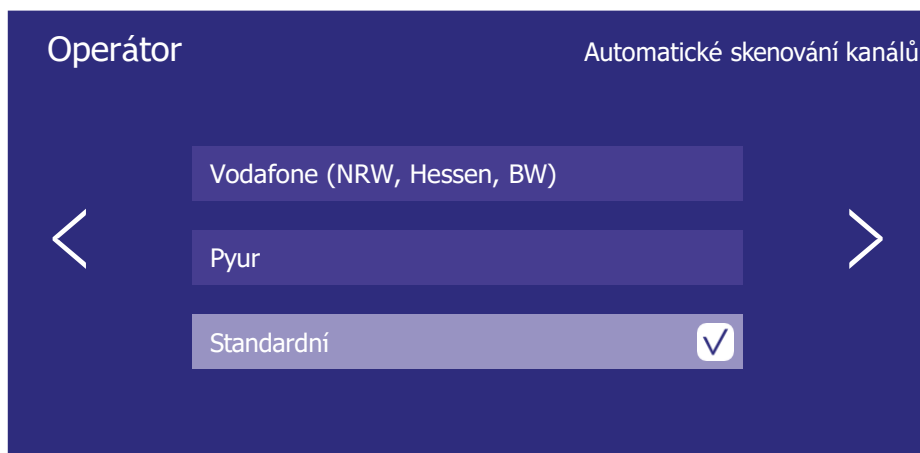 Operátor
Automatické skenování kanálů
Vodafone (NRW, Hessen, BW)
Pyur
Standardní